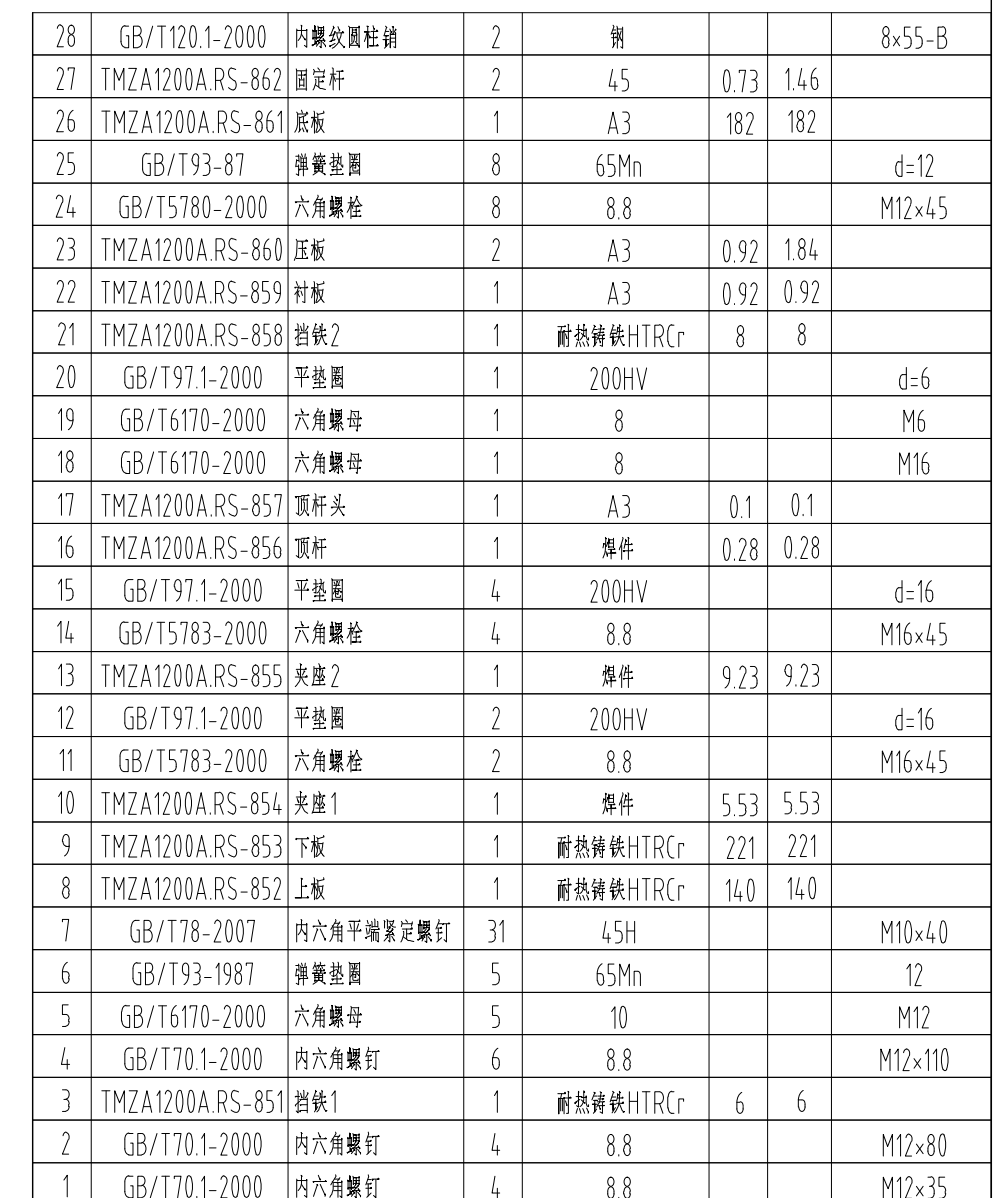 28 GB/T120.1-2000 内螺纹圆柱销 2 钢 8×55-B
27 TMZA1200A.RS-862 固定杆 2 45 0.73 1.46
26 TMZA1200A.RS-861 底板 1 A3 182 182
25 GB/T93-87 弹簧垫圈 8 65Mn d=12
24 GB/T5780-2000 六角螺栓 8 8.8 M12×45
23 TMZA1200A.RS-860 压板 2 A3 0.92 1.84
22 TMZA1200A.RS-859 衬板 1 A3 0.92 0.92
21 TMZA1200A.RS-858 挡铁2 1 耐热铸铁HTRCr 8 8
20 GB/T97.1-2000 平垫圈 1 200HV d=6
19 GB/T6170-2000 六角螺母 1 8 M6
18 GB/T6170-2000 六角螺母 1 8 M16
17 TMZA1200A.RS-857 顶杆头 1 A3 0.1 0.1
16 TMZA1200A.RS-856 顶杆 1 焊件 0.28 0.28
15 GB/T97.1-2000 平垫圈 4 200HV d=16
14 GB/T5783-2000 六角螺栓 4 8.8 M16×45
13 TMZA1200A.RS-855 夹座2 1 焊件 9.23 9.23
12 GB/T97.1-2000 平垫圈 2 200HV d=16
11 GB/T5783-2000 六角螺栓 2 8.8 M16×45
10 TMZA1200A.RS-854 夹座1 1 焊件 5.53 5.53
9 TMZA1200A.RS-853 下板 1 耐热铸铁HTRCr 221 221
8 TMZA1200A.RS-852 上板 1 耐热铸铁HTRCr 140 140
7 GB/T78-2007 内六角平端紧定螺钉 31 45H M10×40
6 GB/T93-1987 弹簧垫圈 5 65Mn 12
5 GB/T6170-2000 六角螺母 5 10 M12
4 GB/T70.1-2000 内六角螺钉 6 8.8 M12×110
3 TMZA1200A.RS-851 挡铁1 1 耐热铸铁HTRCr 6 6
2 GB/T70.1-2000 内六角螺钉 4 8.8 M12×80
1 GB/T70.1-2000 内六角螺钉 4 8.8 M12×35